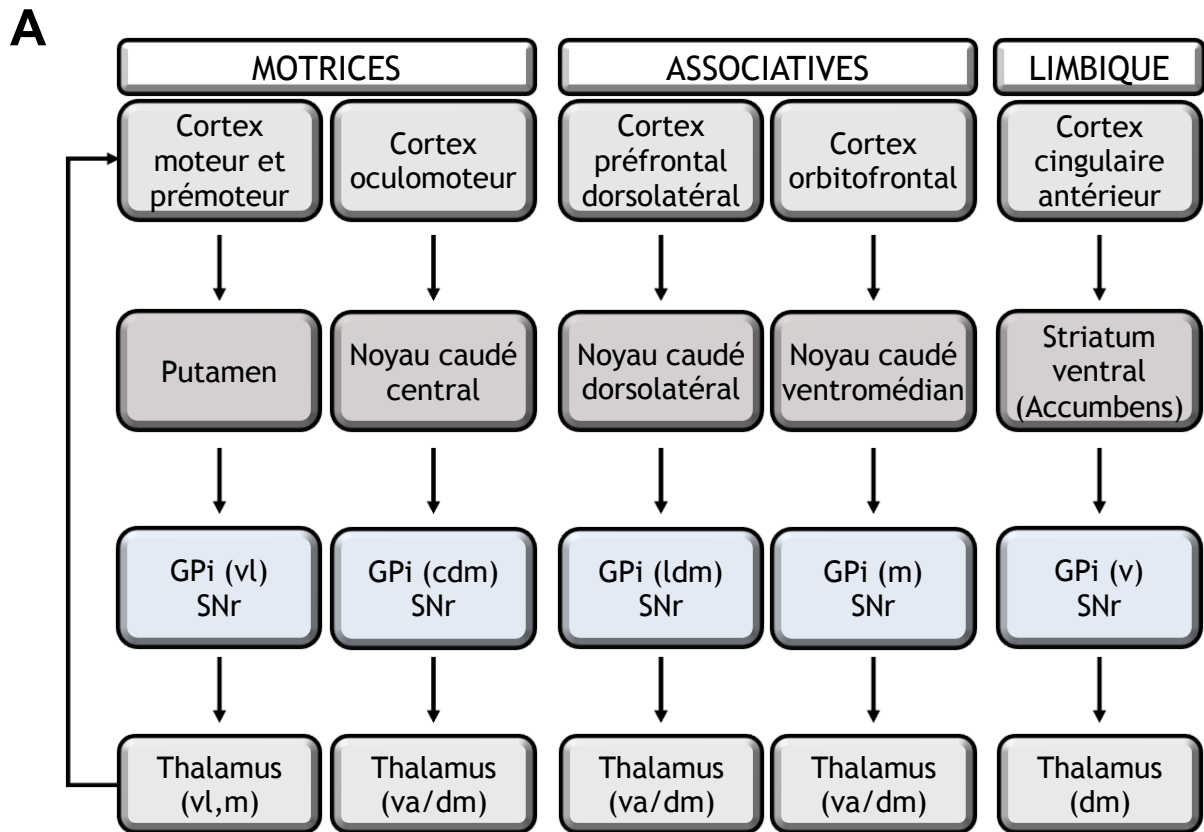 A
MOTRICES
ASSOCIATIVES
LIMBIQUE
Cortex
moteur et
prémoteur
Cortex
oculomoteur
Cortex
préfrontal
dorsolatéral
Cortex
orbitofrontal
Cortex
cingulaire
antérieur
Putamen
Noyau caudé
central
Noyau caudé
dorsolatéral
Noyau caudé
ventromédian
Striatum
ventral
(Accumbens)
GPi (vl)
SNr
GPi (cdm)
SNr
GPi (ldm)
SNr
GPi (m)
SNr
GPi (v)
SNr
Thalamus
(vl,m)
Thalamus
(va/dm)
Thalamus
(va/dm)
Thalamus
(va/dm)
Thalamus
(dm)